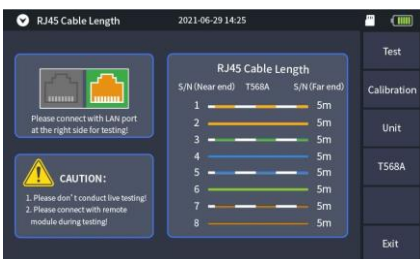 RJ45 Cable Length
2021-06-29 14:25
Please connect with LAN port
at the right side for testing!
CAUTION:
1. Please don't conduct live testing!
2. Please connect with remote
module during testing!
RJ45 Cable Length
S/N(Near end) T568A S/N(Far end)
1 5m
2 5m
3 5m
4 5m
5 5m
6 5m
7 5m
8 5m
Test
Calibration
Unit
T568A
Exit